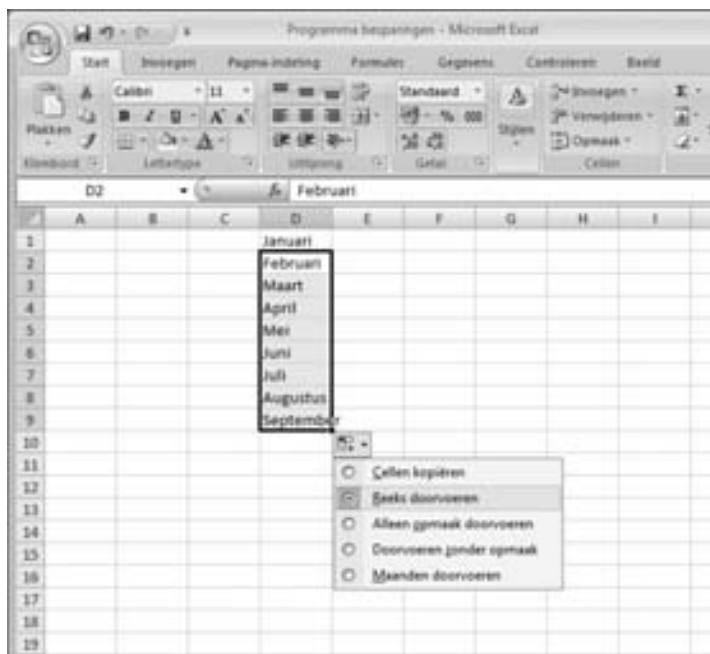 Programma besparingen - Microsoft Excel
Start Invoegen Pagina-indeling Formules Gegevens Controleren Beeld
Calibri 11 Standaard Invoegen
Plakken B I U A A % 000 Stijlen Verwijderen
A Opmaak
Klembord Lettertype Uitlijning Getal Cellen
D2 fx Februari
A B C D E F G H I
1 Januari
2 Februari
3 Maart
4 April
5 Mei
6 Juni
7 Juli
8 Augustus
9 September
10
11 Cellen kopiëren
12 Reeks doorvoeren
13
14 Alleen opmaak doorvoeren
15 Doorvoeren zonder opmaak
16 Maanden doorvoeren
17
18
19